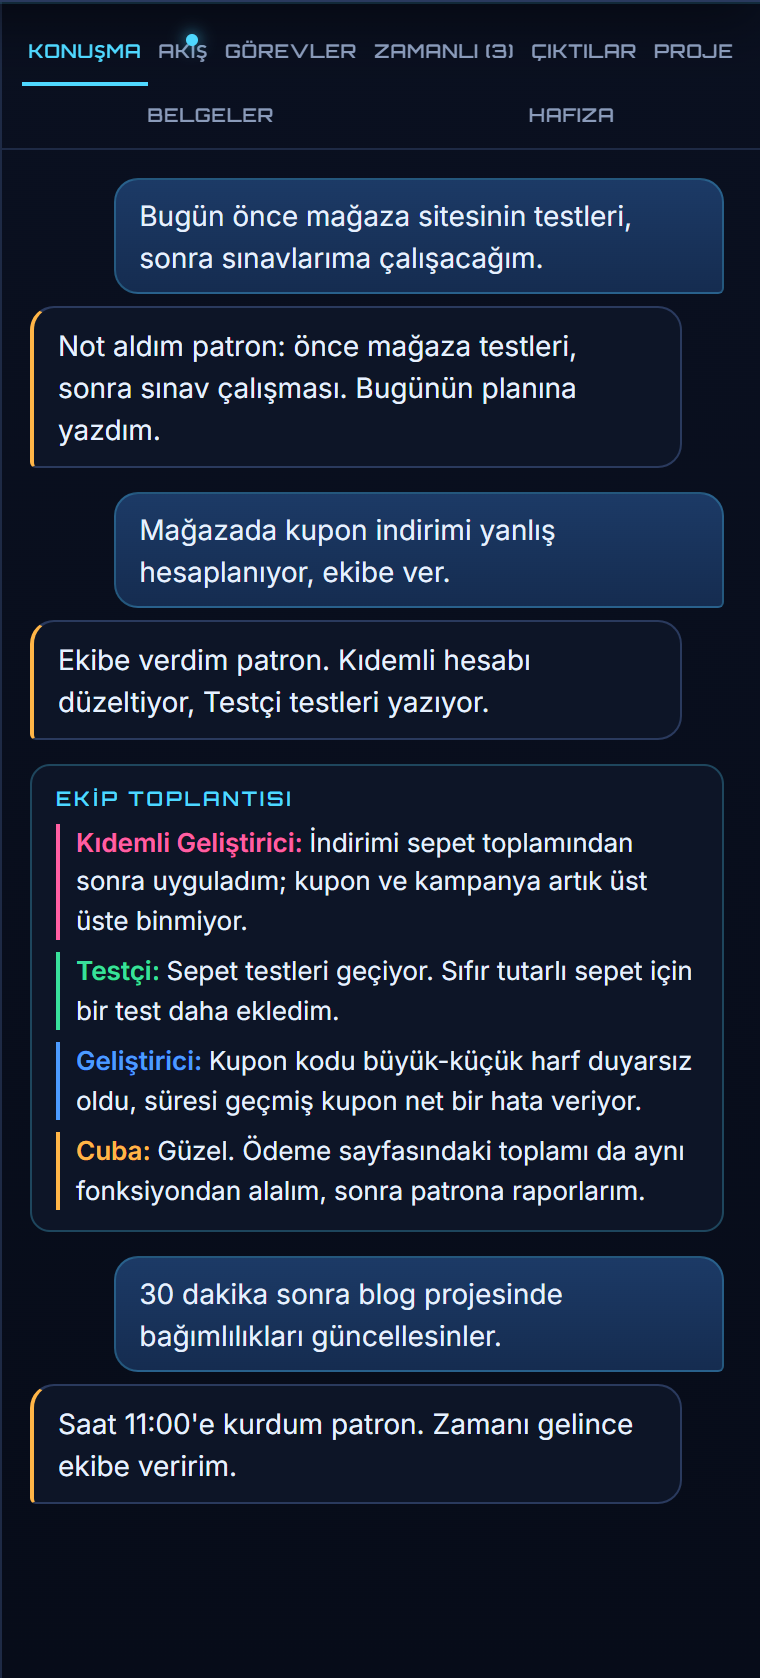 KONUŞMA AKIŞ GÖREVLER ZAMANLI (3) ÇIKTILAR PROJE
BELGELER HAFIZA
Bugün önce mağaza sitesinin testleri,
sonra sınavlarıma çalışacağım.
Not aldım patron: önce mağaza testleri,
sonra sınav çalışması. Bugünün planına
yazdım.
Mağazada kupon indirimi yanlış
hesaplanıyor, ekibe ver.
Ekibe verdim patron. Kıdemli hesabı
düzeltiyor, Testçi testleri yazıyor.
EKİP TOPLANTISI
Kıdemli Geliştirici: İndirimi sepet toplamından
sonra uyguladım; kupon ve kampanya artık üst
üste binmiyor.
Testçi: Sepet testleri geçiyor. Sıfır tutarlı sepet için
bir test daha ekledim.
Geliştirici: Kupon kodu büyük-küçük harf duyarsız
oldu, süresi geçmiş kupon net bir hata veriyor.
Cuba: Güzel. Ödeme sayfasındaki toplamı da aynı
fonksiyondan alalım, sonra patrona raporlarım.
30 dakika sonra blog projesinde
bağımlılıkları güncellesinler.
Saat 11:00'e kurdum patron. Zamanı gelince
ekibe veririm.